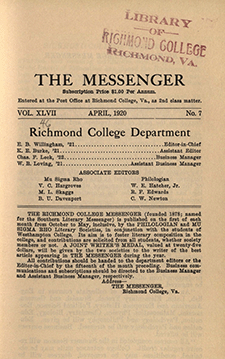 LIBRARY
OF
RICHMOND COLLEGE
RICHMOND, VA.
THE MESSENGER
Subscription Price $1.00 Per Annum.
Entered at the Post Office at Richmond College, Va., as 2nd class matter.
VOL. XLVII APRIL, 1920 No. 7
46
Richmond College Department
R. B. Willingham, '21 Editor-in-Chief
K. E. Burke, '21 Assistant Editor
Chas. F. Leek, '22 Business Manager
W. R. Loving, '21 Assistant Business Manager
ASSOCIATE EDITORS
Mu Sigma Rho Philologian
V. C. Hargroves W. E. Hatcher, Jr.
M. L. Skaggs R. F. Edwards
B. U. Davenport C. W. Newton
THE RICHMOND COLLEGE MESSENGER (founded 1878; named
for the Southern Literary Messenger) is published on the first of each
month from October to May, inclusive, by the PHILOLOGIAN and MU
SIGMA RHO Literary Societies, in conjunction with the students of
Westhampton College. Its aim is to foster literary composition in the
college, and contributions are solicited from all students, whether society
members or not. A JOINT WRITER'S MEDAL, valued at twenty-five
dollars, will be given by the two societies to the writer of the best
article appearing in THE MESSENGER during the year.
All contributions should be handed to the department editors or the
Editor-in-Chief by the fifteenth of the month preceding. Business com-
munications and subscriptions should be directed to the Business Manager
and Assistant Business Manager, respectively.
Address—
THE MESSENGER,
Richmond College, Va.